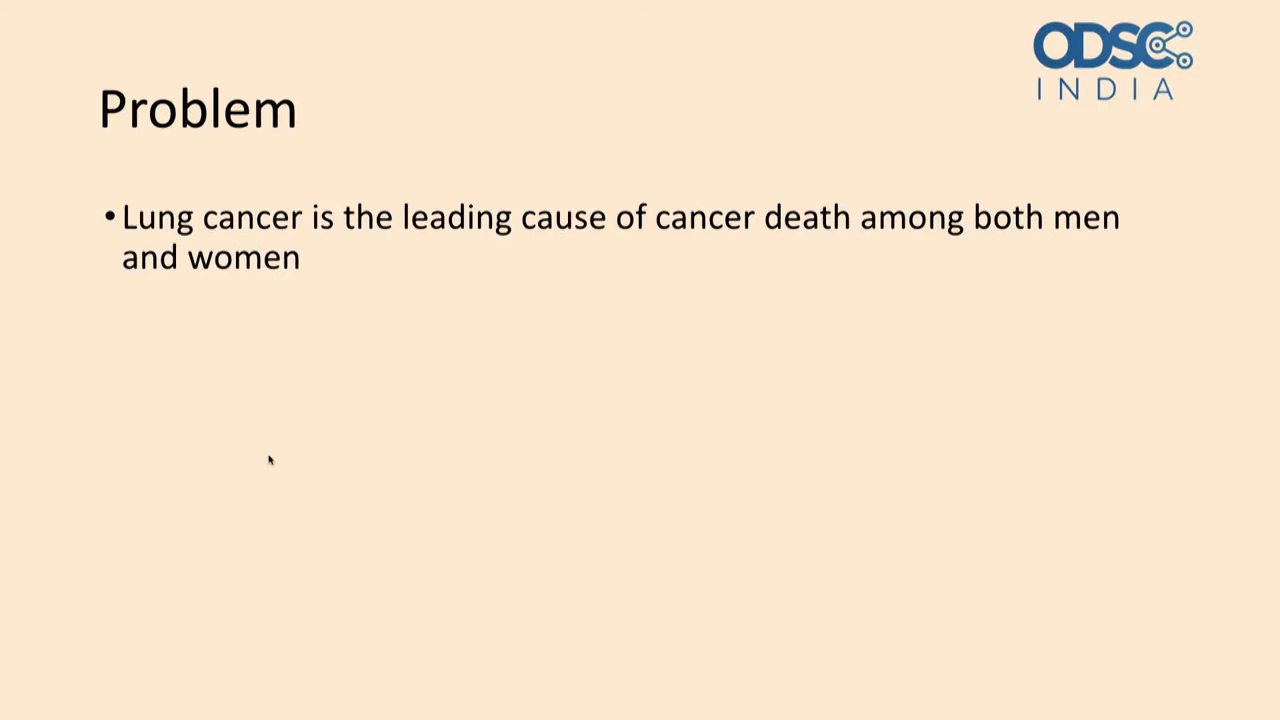 ODSC
INDIA
Problem
•Lung cancer is the leading cause of cancer death among both men
and women